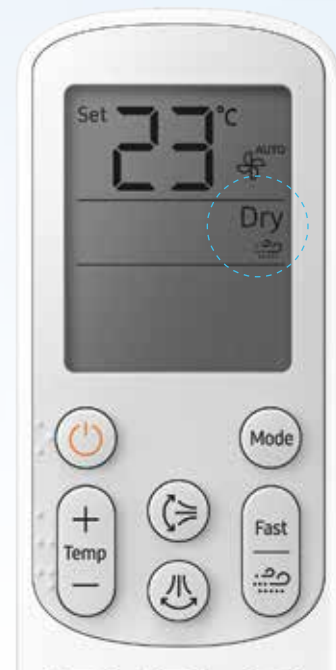 Set 23°C
AUTO
Dry
Mode
+
Temp
−
Fast